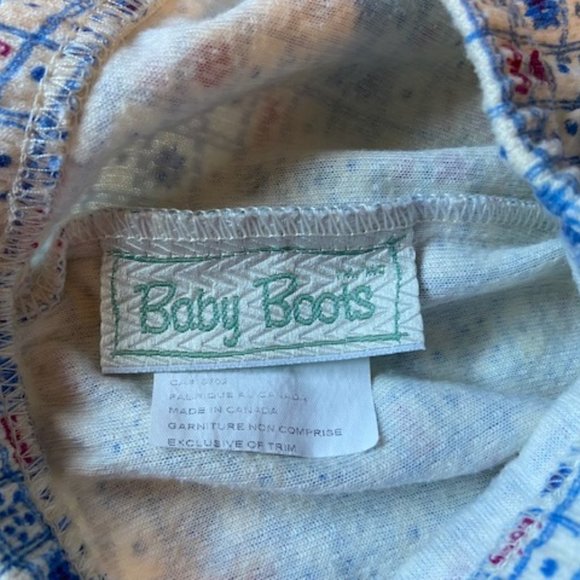 Baby Boots
FABRIQUE AU CANADA
MADE IN CANADA
GARNITURE NON COMPRISE
EXCLUSIVE OF TRIM